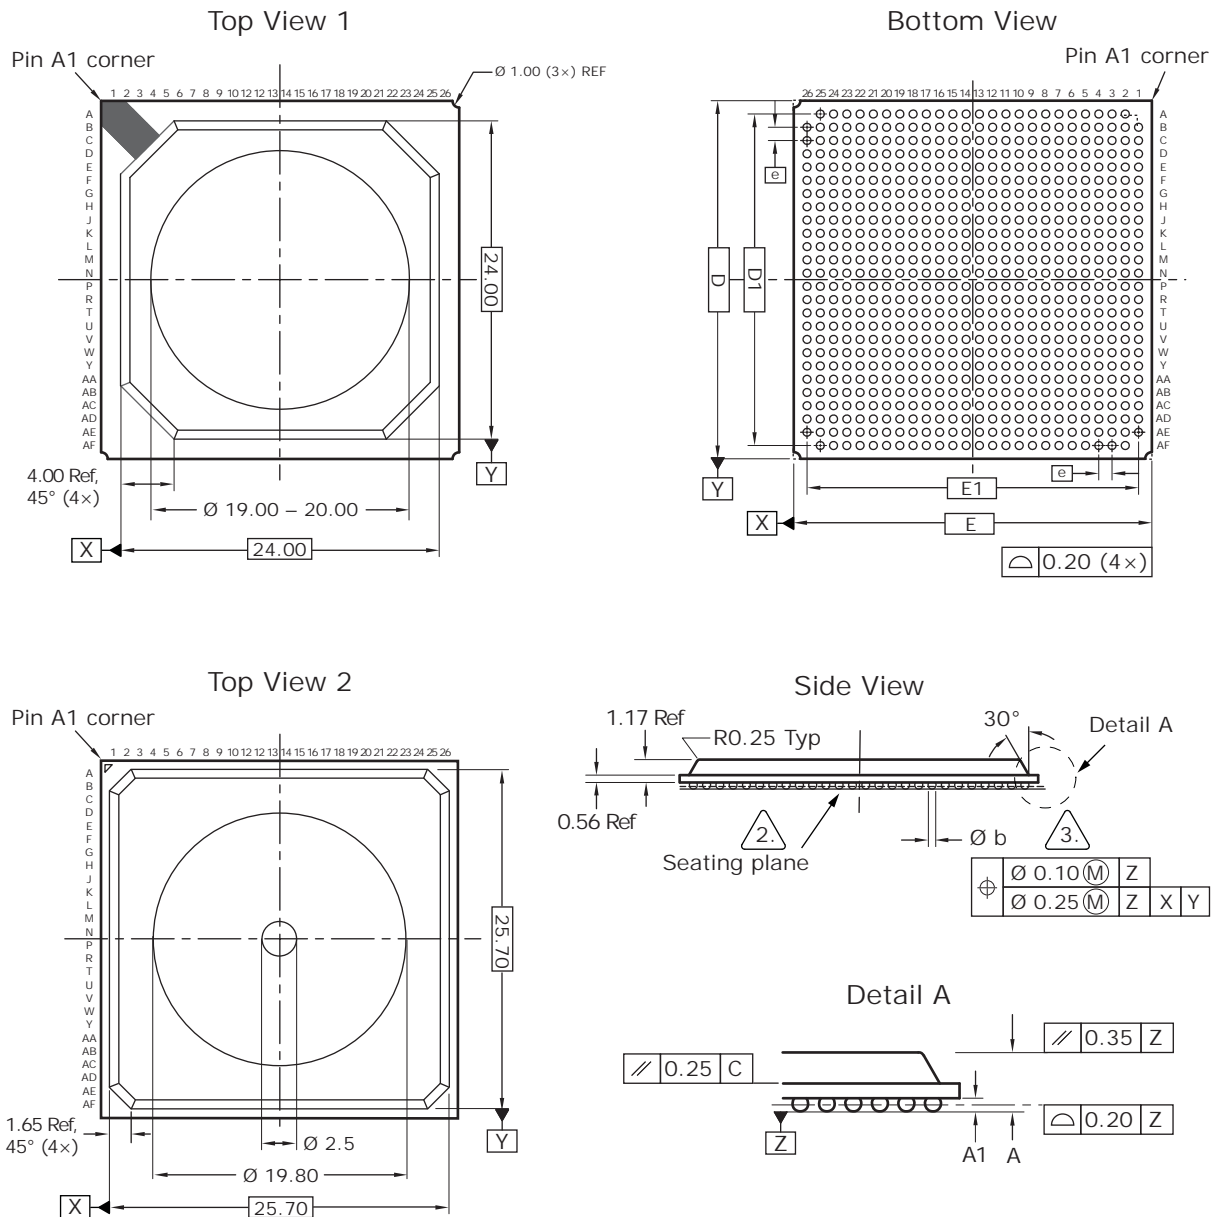 Top View 1
Pin A1 corner
Ø 1.00 (3×) REF
1 2 3 4 5 6 7 8 9 10 11 12 13 14 15 16 17 18 19 20 21 22 23 24 25 26
A
B
C
D
E
F
G
H
J
K
L
M
N
P
R
T
U
V
W
Y
AA
AB
AC
AD
AE
AF
24.00
Y
4.00 Ref,
45° (4×)
Ø 19.00 – 20.00
X
24.00
Bottom View
Pin A1 corner
26 25 24 23 22 21 20 19 18 17 16 15 14 13 12 11 10 9 8 7 6 5 4 3 2 1
A
B
C
D
E
F
G
H
J
K
L
M
N
P
R
T
U
V
W
Y
AA
AB
AC
AD
AE
AF
e
D
D1
e
Y
E1
X
E
0.20 (4×)
Top View 2
Pin A1 corner
1 2 3 4 5 6 7 8 9 10 11 12 12 13 14 15 16 17 18 19 20 21 22 23 24 25 26
A
B
C
D
E
F
G
H
J
K
L
M
N
P
R
T
U
V
W
Y
AA
AB
AC
AD
AE
AF
25.70
Y
1.65 Ref,
45° (4×)
Ø 2.5
Ø 19.80
X
25.70
Side View
1.17 Ref
R0.25 Typ
30°
Detail A
0.56 Ref
2.
Seating plane
Ø b
3.
Ø 0.10 Ⓜ Z
Ø 0.25 Ⓜ Z X Y
Detail A
// 0.35 Z
// 0.25 C
0.20 Z
Z
A1 A